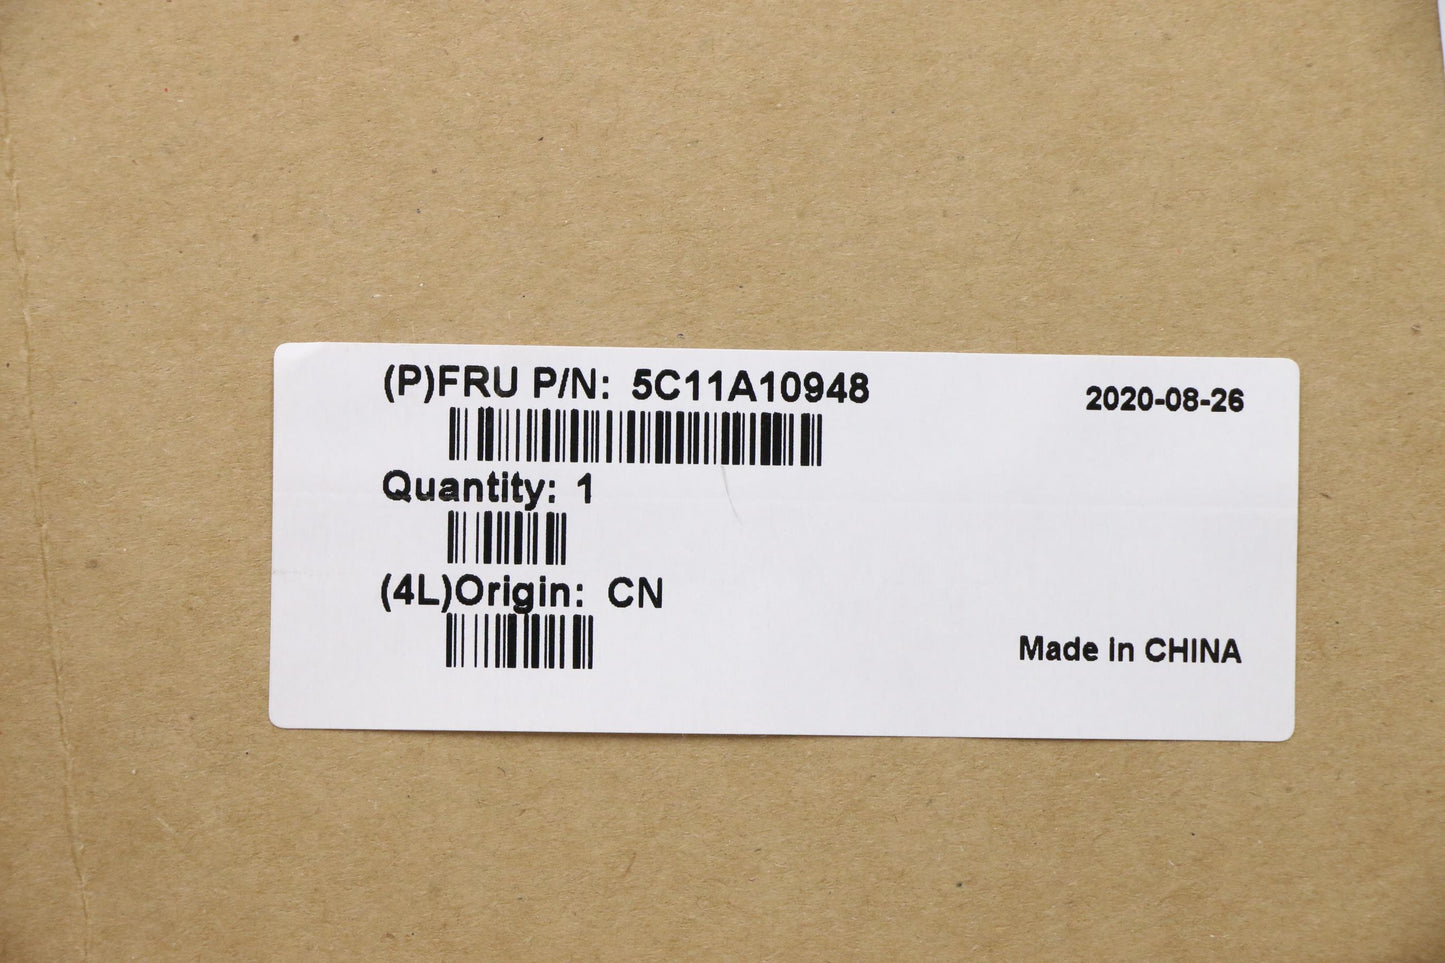 (P)FRU P/N: 5C11A10948
2020-08-26
Quantity: 1
(4L)Origin: CN
Made In CHINA